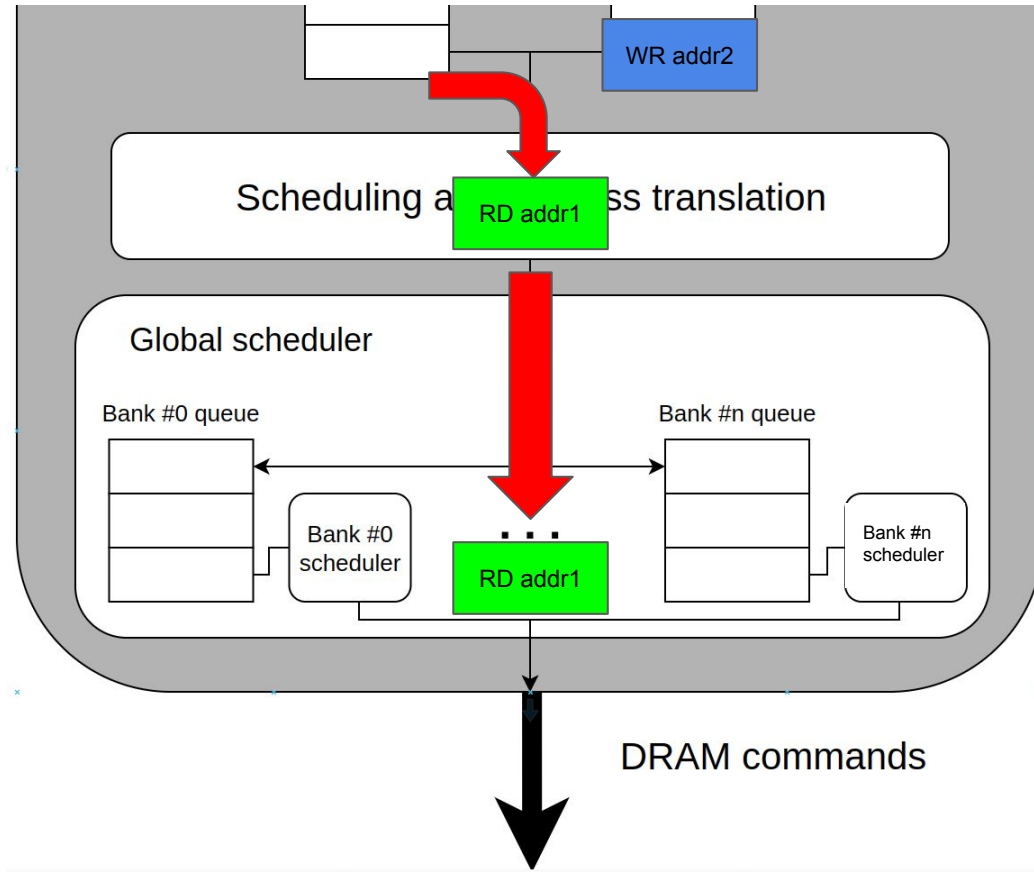 WR addr2
Scheduling a ss translation
RD addr1
Global scheduler
Bank #0 queue
Bank #n queue
Bank #0
scheduler
Bank #n
scheduler
. . .
RD addr1
DRAM commands